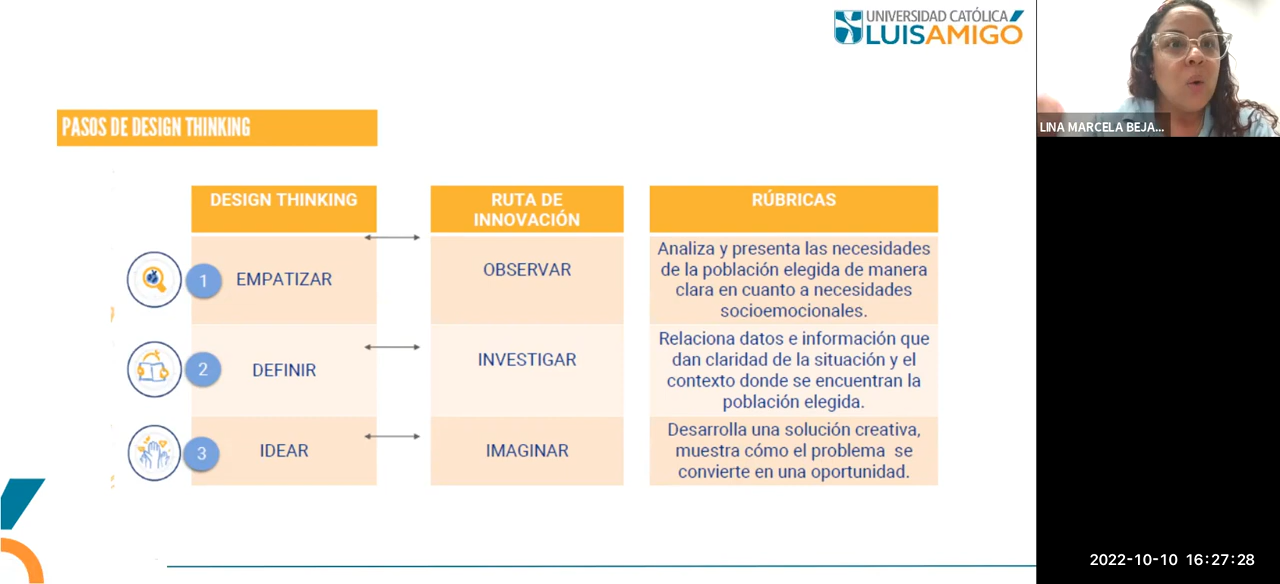 UNIVERSIDAD CATÓLICA
LUISAMIGÓ
LINA MARCELA BEJA...
PASOS DE DESIGN THINKING
DESIGN THINKING
RUTA DE
INNOVACIÓN
RÚBRICAS
1
EMPATIZAR
OBSERVAR
Analiza y presenta las necesidades
de la población elegida de manera
clara en cuanto a necesidades
socioemocionales.
2
DEFINIR
INVESTIGAR
Relaciona datos e información que
dan claridad de la situación y el
contexto donde se encuentran la
población elegida.
3
IDEAR
IMAGINAR
Desarrolla una solución creativa,
muestra cómo el problema se
convierte en una oportunidad.
2022-10-10 16:27:28